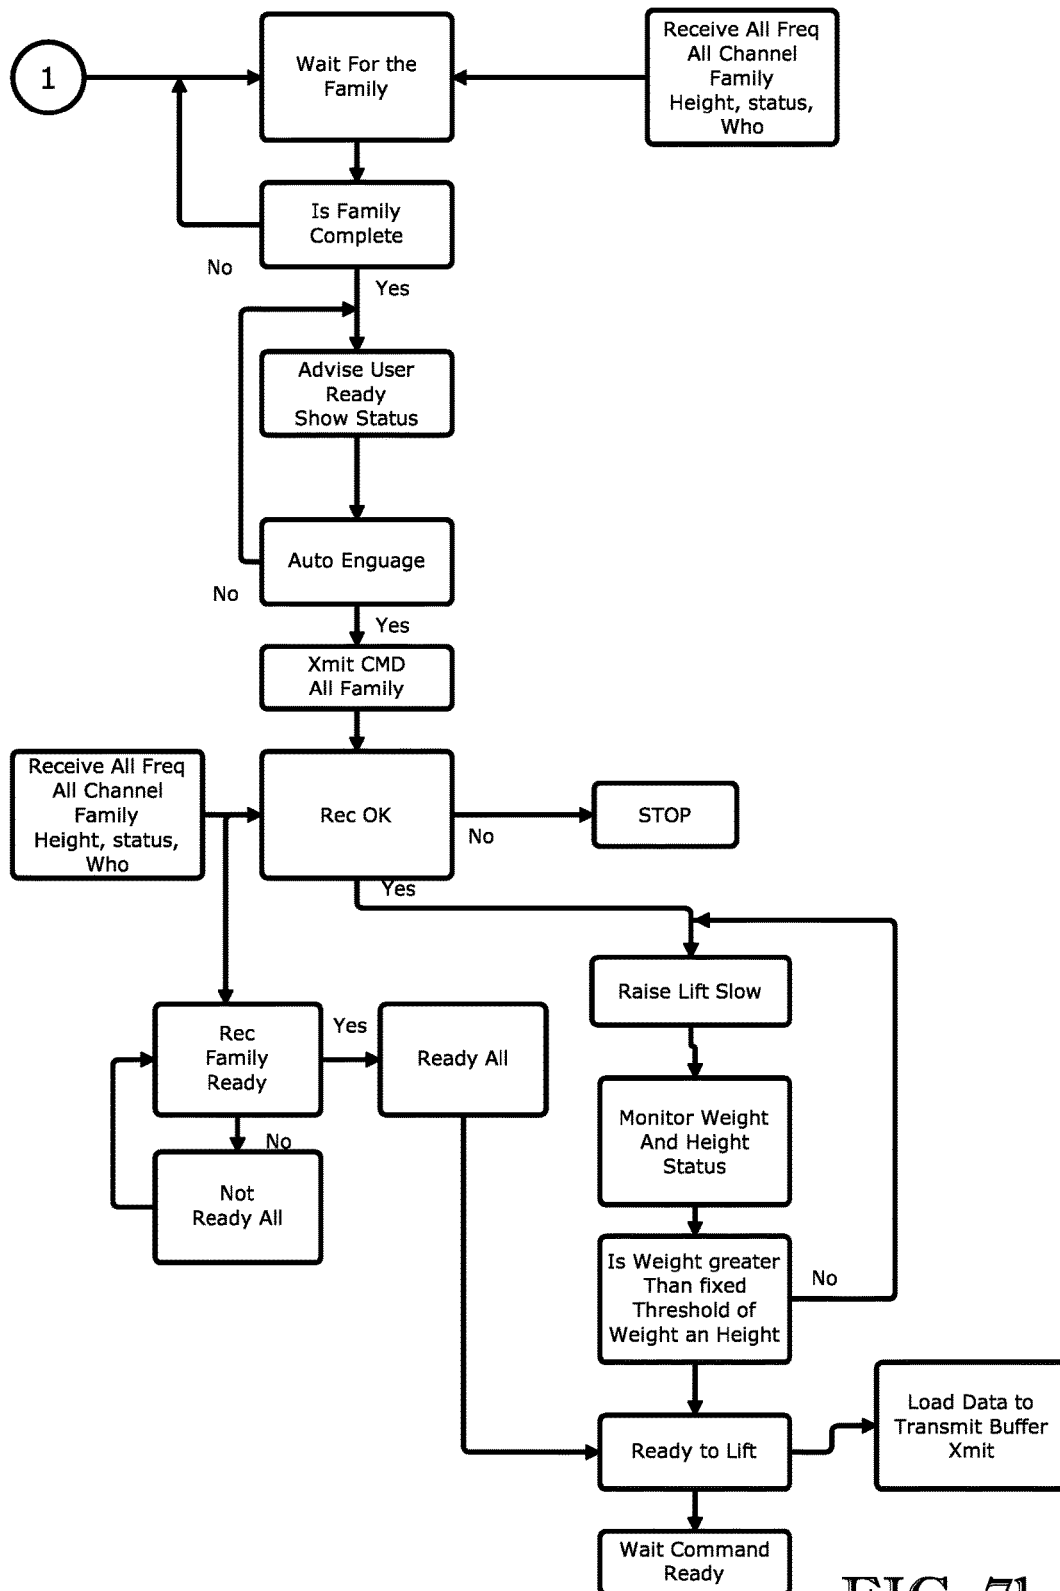 1
Wait For the
Family
Receive All Freq
All Channel
Family
Height, status,
Who
Is Family
Complete
No
Yes
Advise User
Ready
Show Status
Auto Enguage
No
Yes
Xmit CMD
All Family
Receive All Freq
All Channel
Family
Height, status,
Who
Rec OK
No
STOP
Yes
Raise Lift Slow
Rec
Family
Ready
Yes
Ready All
No
Not
Ready All
Monitor Weight
And Height
Status
Is Weight greater
Than fixed
Threshold of
Weight an Height
No
Ready to Lift
Load Data to
Transmit Buffer
Xmit
Wait Command
Ready
FIG. 71